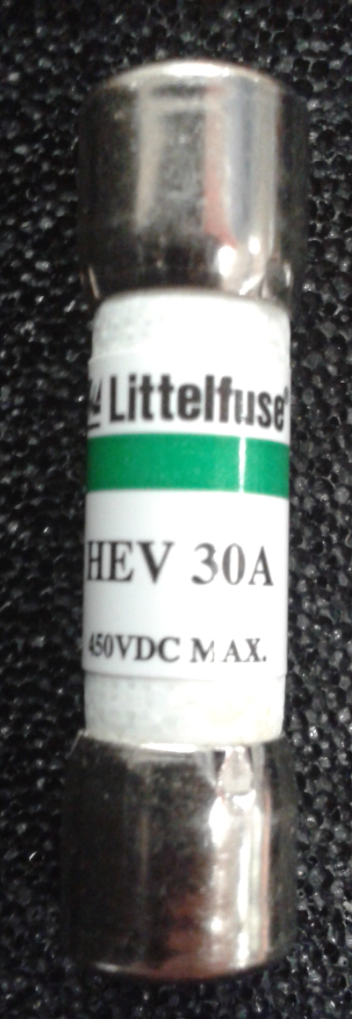 Littelfuse®
HEV 30A
450VDC MAX.